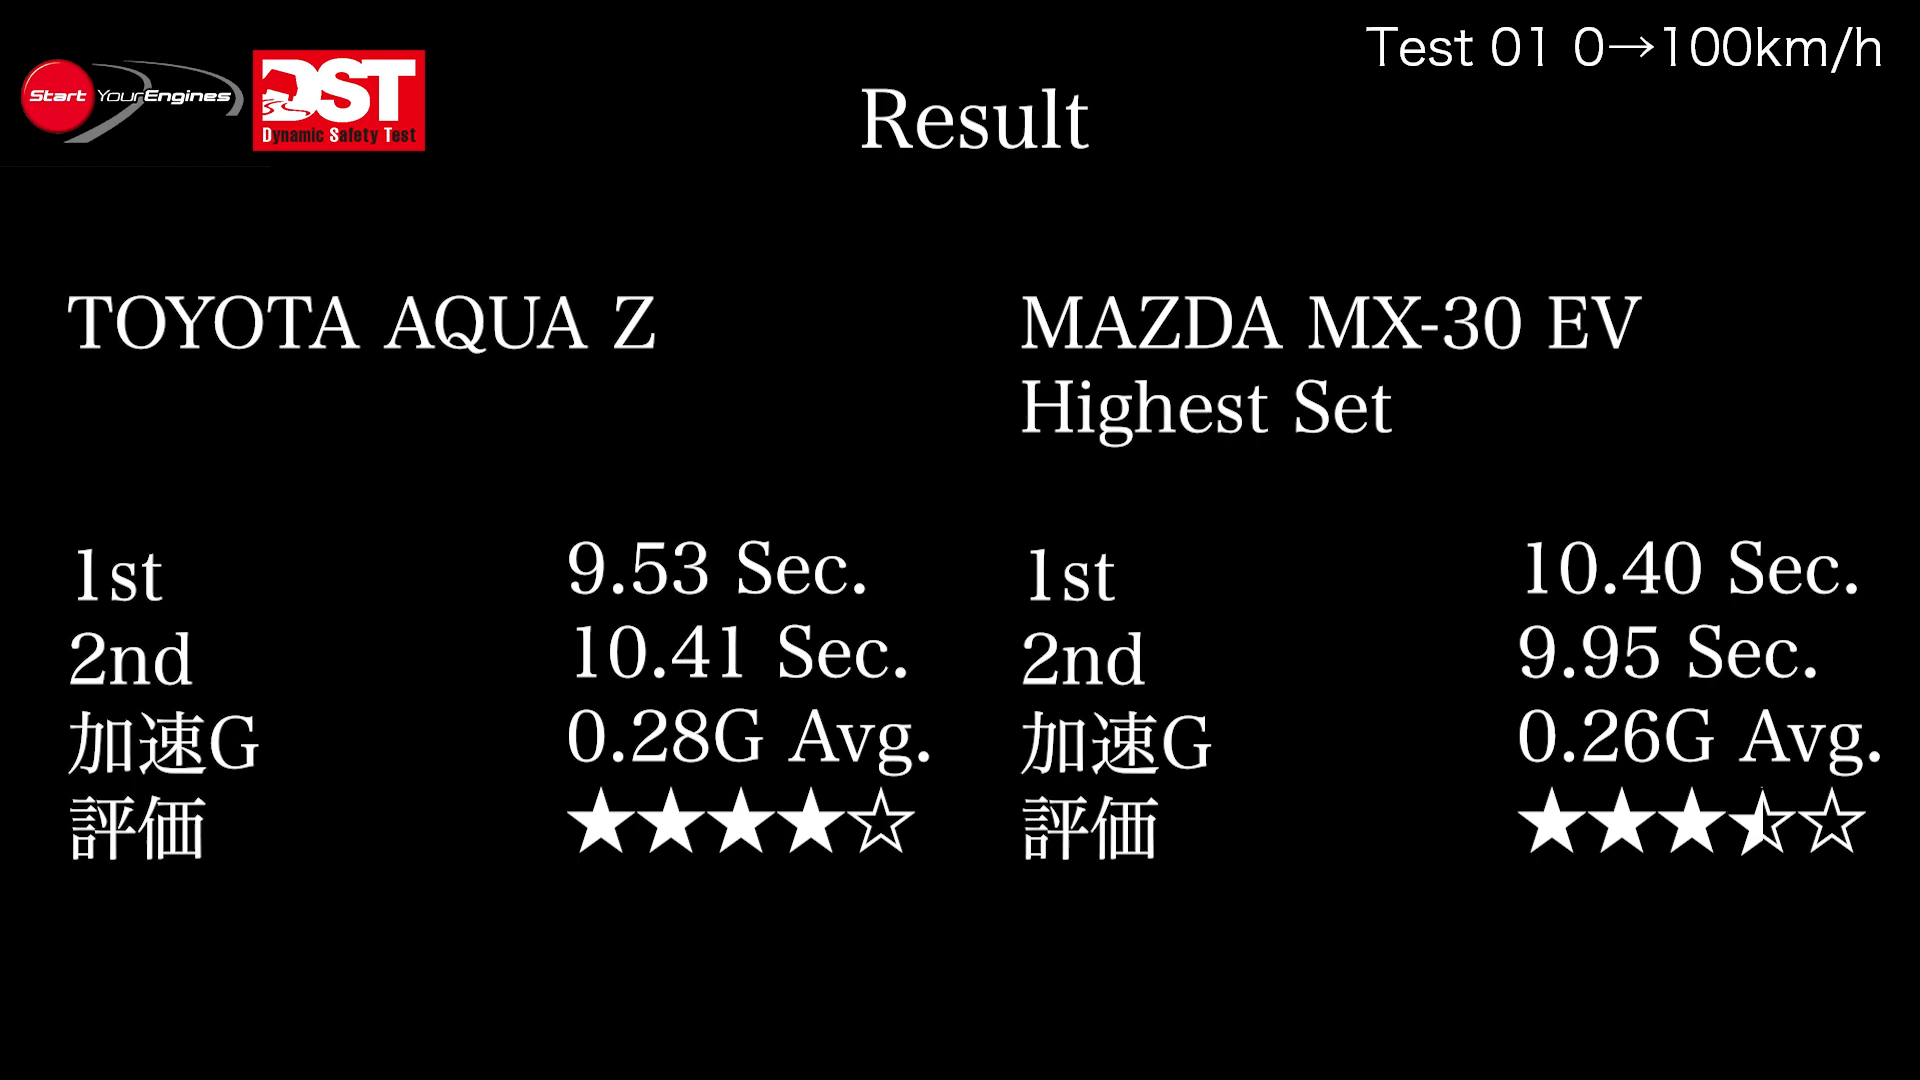 Test 01 0→100km/h
Start YourEngines
DST
Dynamic Safety Test
Result
TOYOTA AQUA Z
1st 9.53 Sec.
2nd 10.41 Sec.
加速G 0.28G Avg.
評価 ★★★★☆
MAZDA MX-30 EV
Highest Set
1st 10.40 Sec.
2nd 9.95 Sec.
加速G 0.26G Avg.
評価 ★★★⯪☆